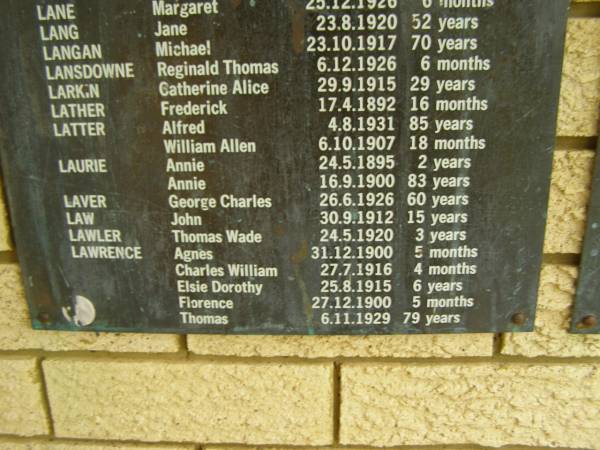 LANE Margaret 25.12.1926 6 months
LANG Jane 23.8.1920 52 years
LANGAN Michael 23.10.1917 70 years
LANSDOWNE Reginald Thomas 6.12.1926 6 months
LARKIN Catherine Alice 29.9.1915 29 years
LATHER Frederick 17.4.1892 16 months
LATTER Alfred 4.8.1931 85 years
William Allen 6.10.1907 18 months
LAURIE Annie 24.5.1895 2 years
Annie 16.9.1900 83 years
LAVER George Charles 26.6.1926 60 years
LAW John 30.9.1912 15 years
LAWLER Thomas Wade 24.5.1920 3 years
LAWRENCE Agnes 31.12.1900 5 months
Charles William 27.7.1916 4 months
Elsie Dorothy 25.8.1915 6 years
Florence 27.12.1900 5 months
Thomas 6.11.1929 79 years